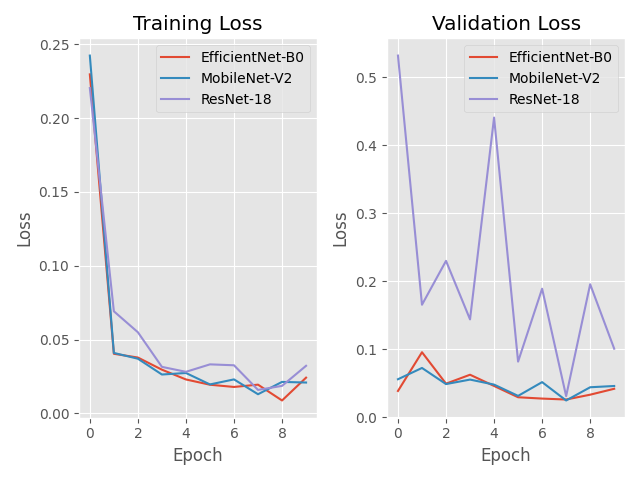 Training Loss
Loss
0.25
0.20
0.15
0.10
0.05
0.00
EfficientNet-B0
MobileNet-V2
ResNet-18
0 2 4 6 8
Epoch
Validation Loss
Loss
0.5
0.4
0.3
0.2
0.1
0.0
EfficientNet-B0
MobileNet-V2
ResNet-18
0 2 4 6 8
Epoch